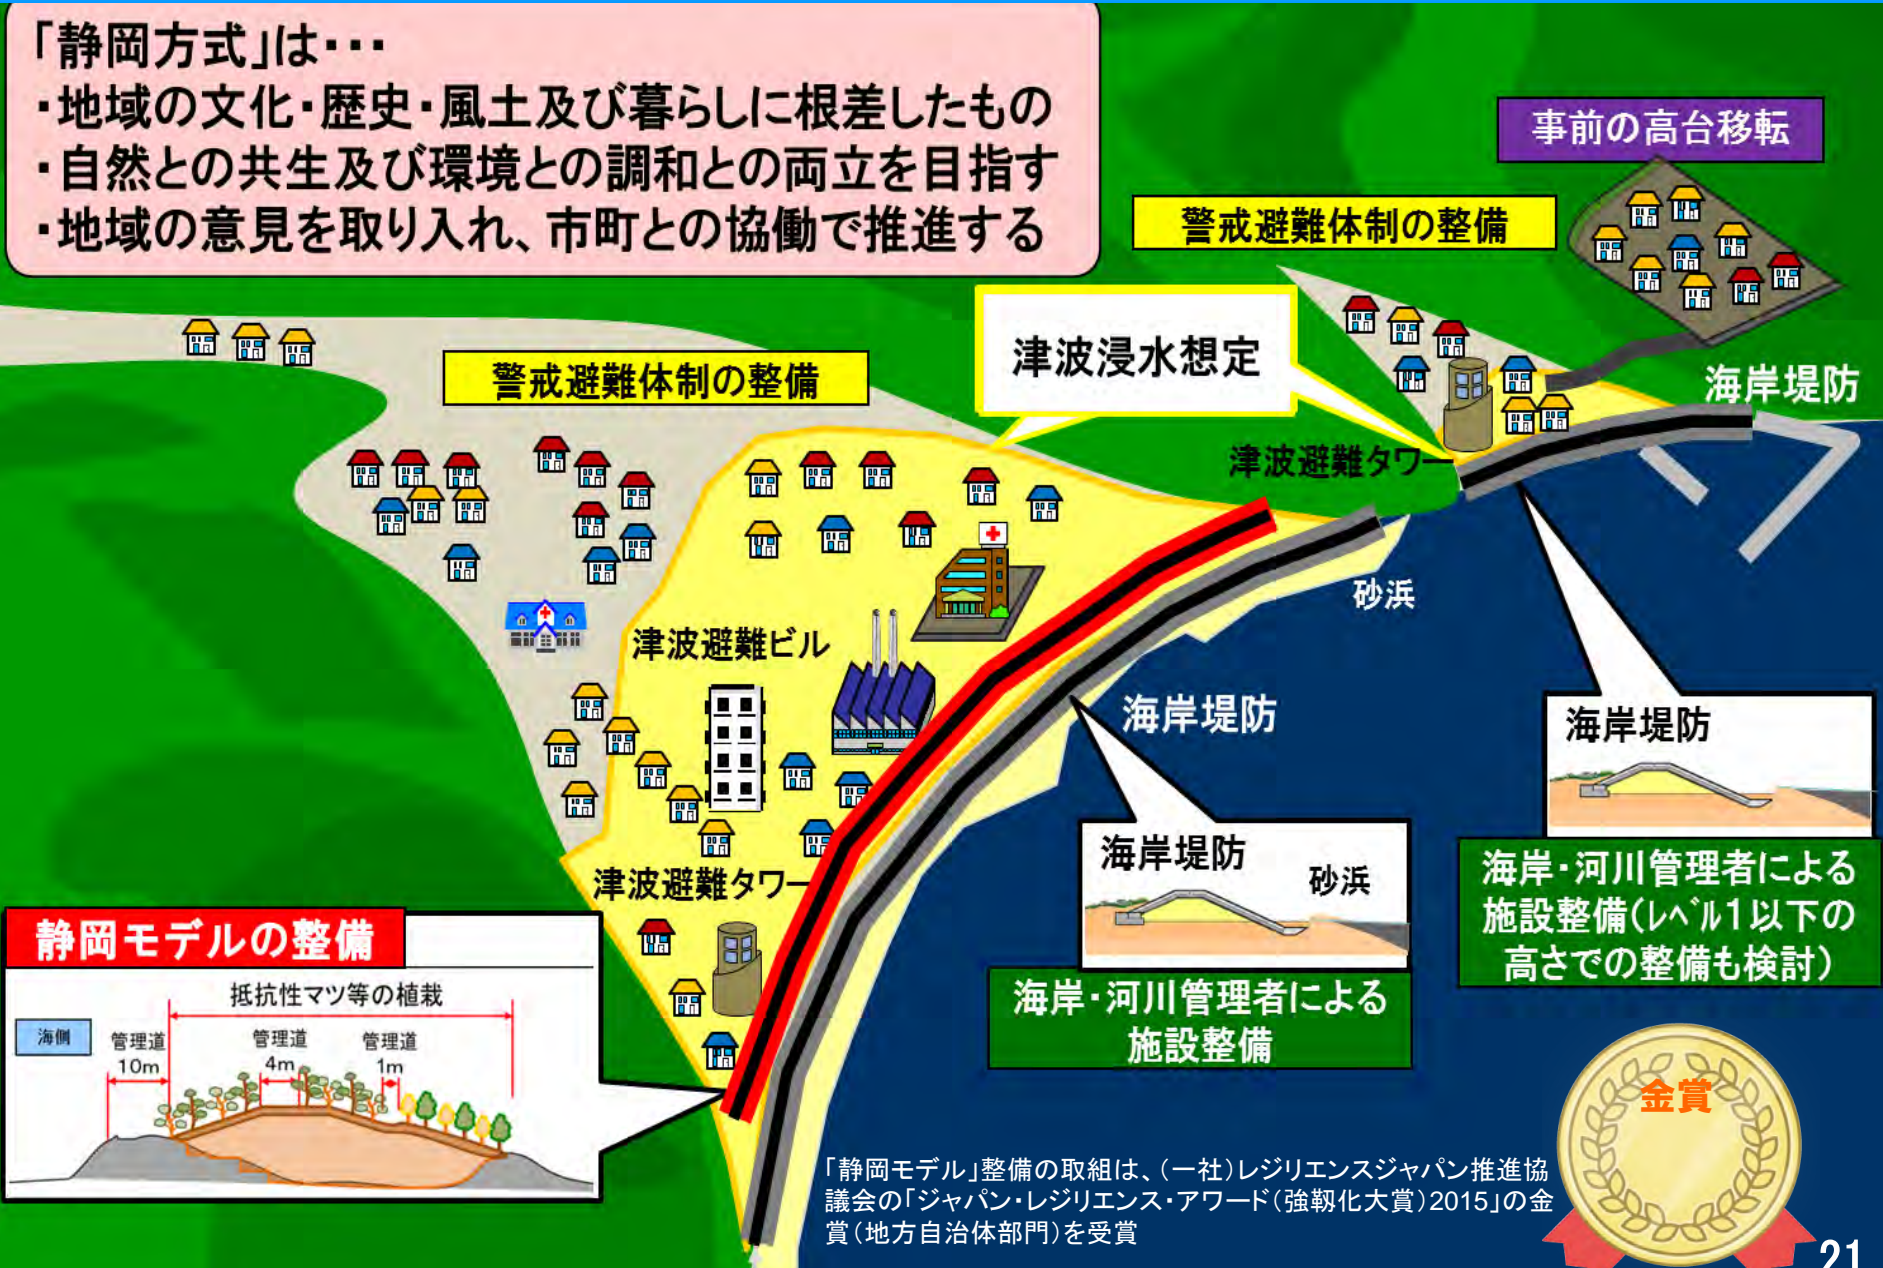 「静岡方式」は・・・
・地域の文化・歴史・風土及び暮らしに根差したもの
・自然との共生及び環境との調和との両立を目指す
・地域の意見を取り入れ、市町との協働で推進する
事前の高台移転
警戒避難体制の整備
津波浸水想定
警戒避難体制の整備
海岸堤防
津波避難タワー
砂浜
津波避難ビル
海岸堤防
海岸堤防
海岸堤防
砂浜
津波避難タワー
海岸・河川管理者による
施設整備(ﾚﾍﾞﾙ1以下の
高さでの整備も検討)
海岸・河川管理者による
施設整備
静岡モデルの整備
抵抗性マツ等の植栽
海側
管理道
10m
管理道
4m
管理道
1m
金賞
「静岡モデル」整備の取組は、(一社)レジリエンスジャパン推進協
議会の「ジャパン・レジリエンス・アワード(強靱化大賞)2015」の金
賞(地方自治体部門)を受賞
21